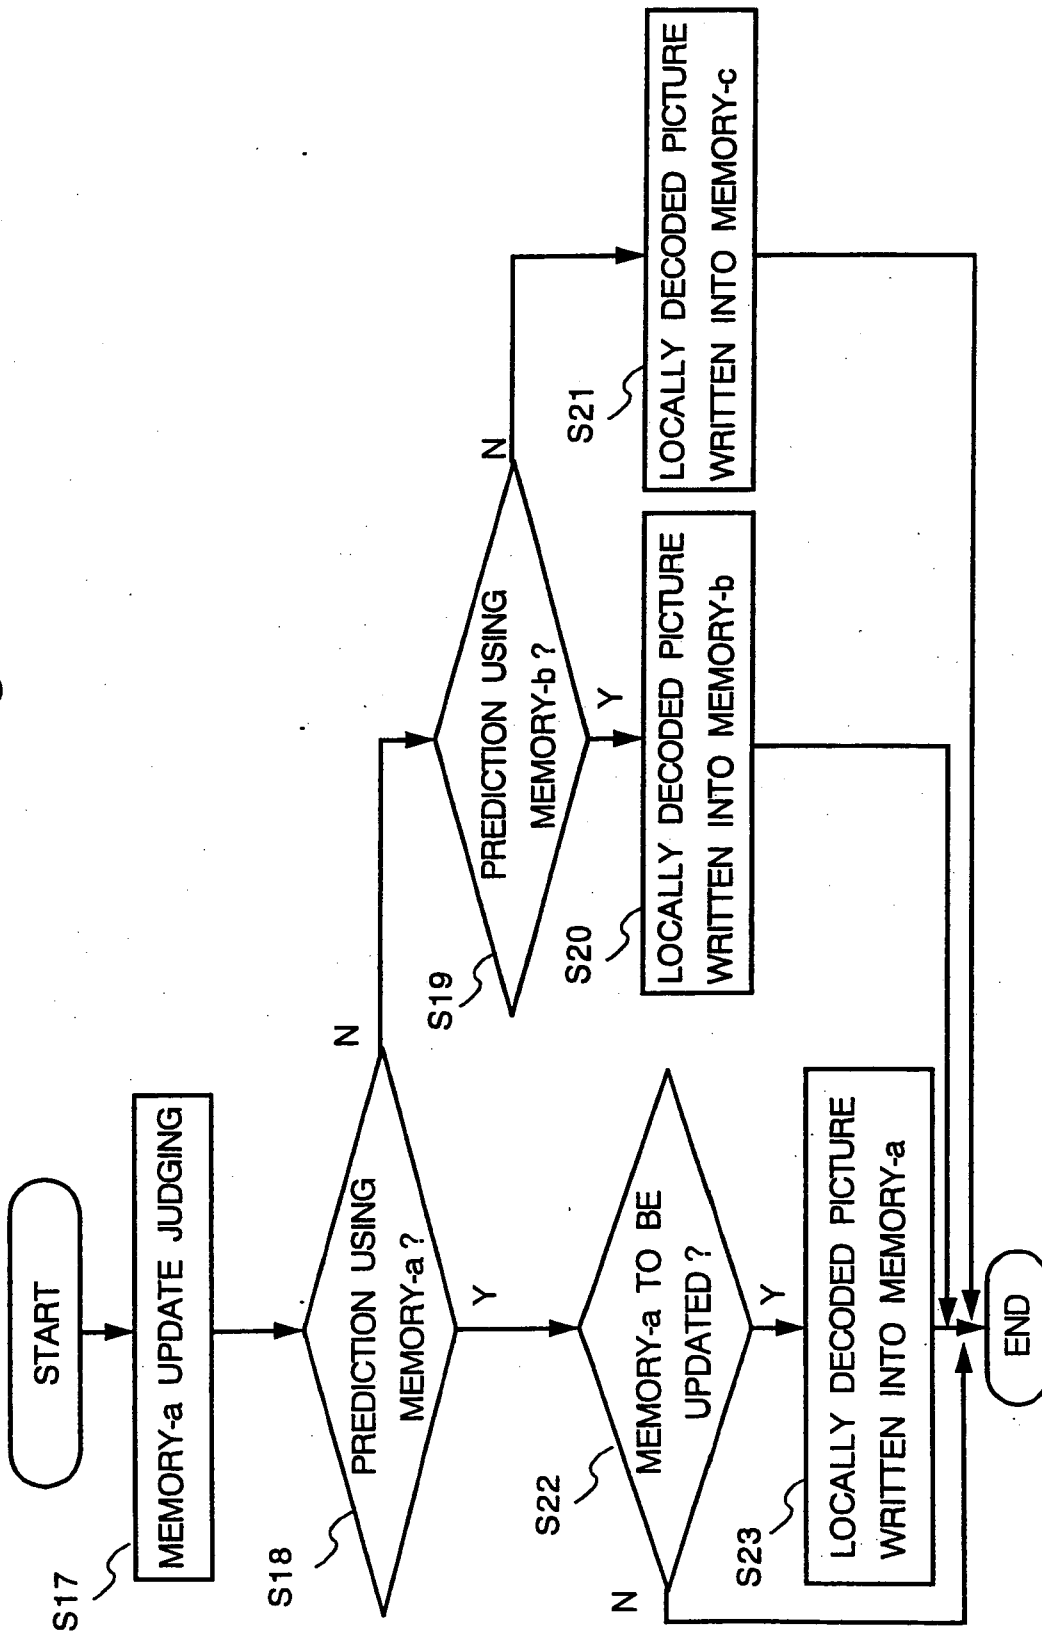 START
S17
MEMORY-a UPDATE JUDGING
S18
PREDICTION USING
MEMORY-a ?
N
Y
S19
PREDICTION USING
MEMORY-b ?
N
Y
S22
MEMORY-a TO BE
UPDATED ?
N
Y
S20
LOCALLY DECODED PICTURE
WRITTEN INTO MEMORY-b
S21
LOCALLY DECODED PICTURE
WRITTEN INTO MEMORY-c
S23
LOCALLY DECODED PICTURE
WRITTEN INTO MEMORY-a
END